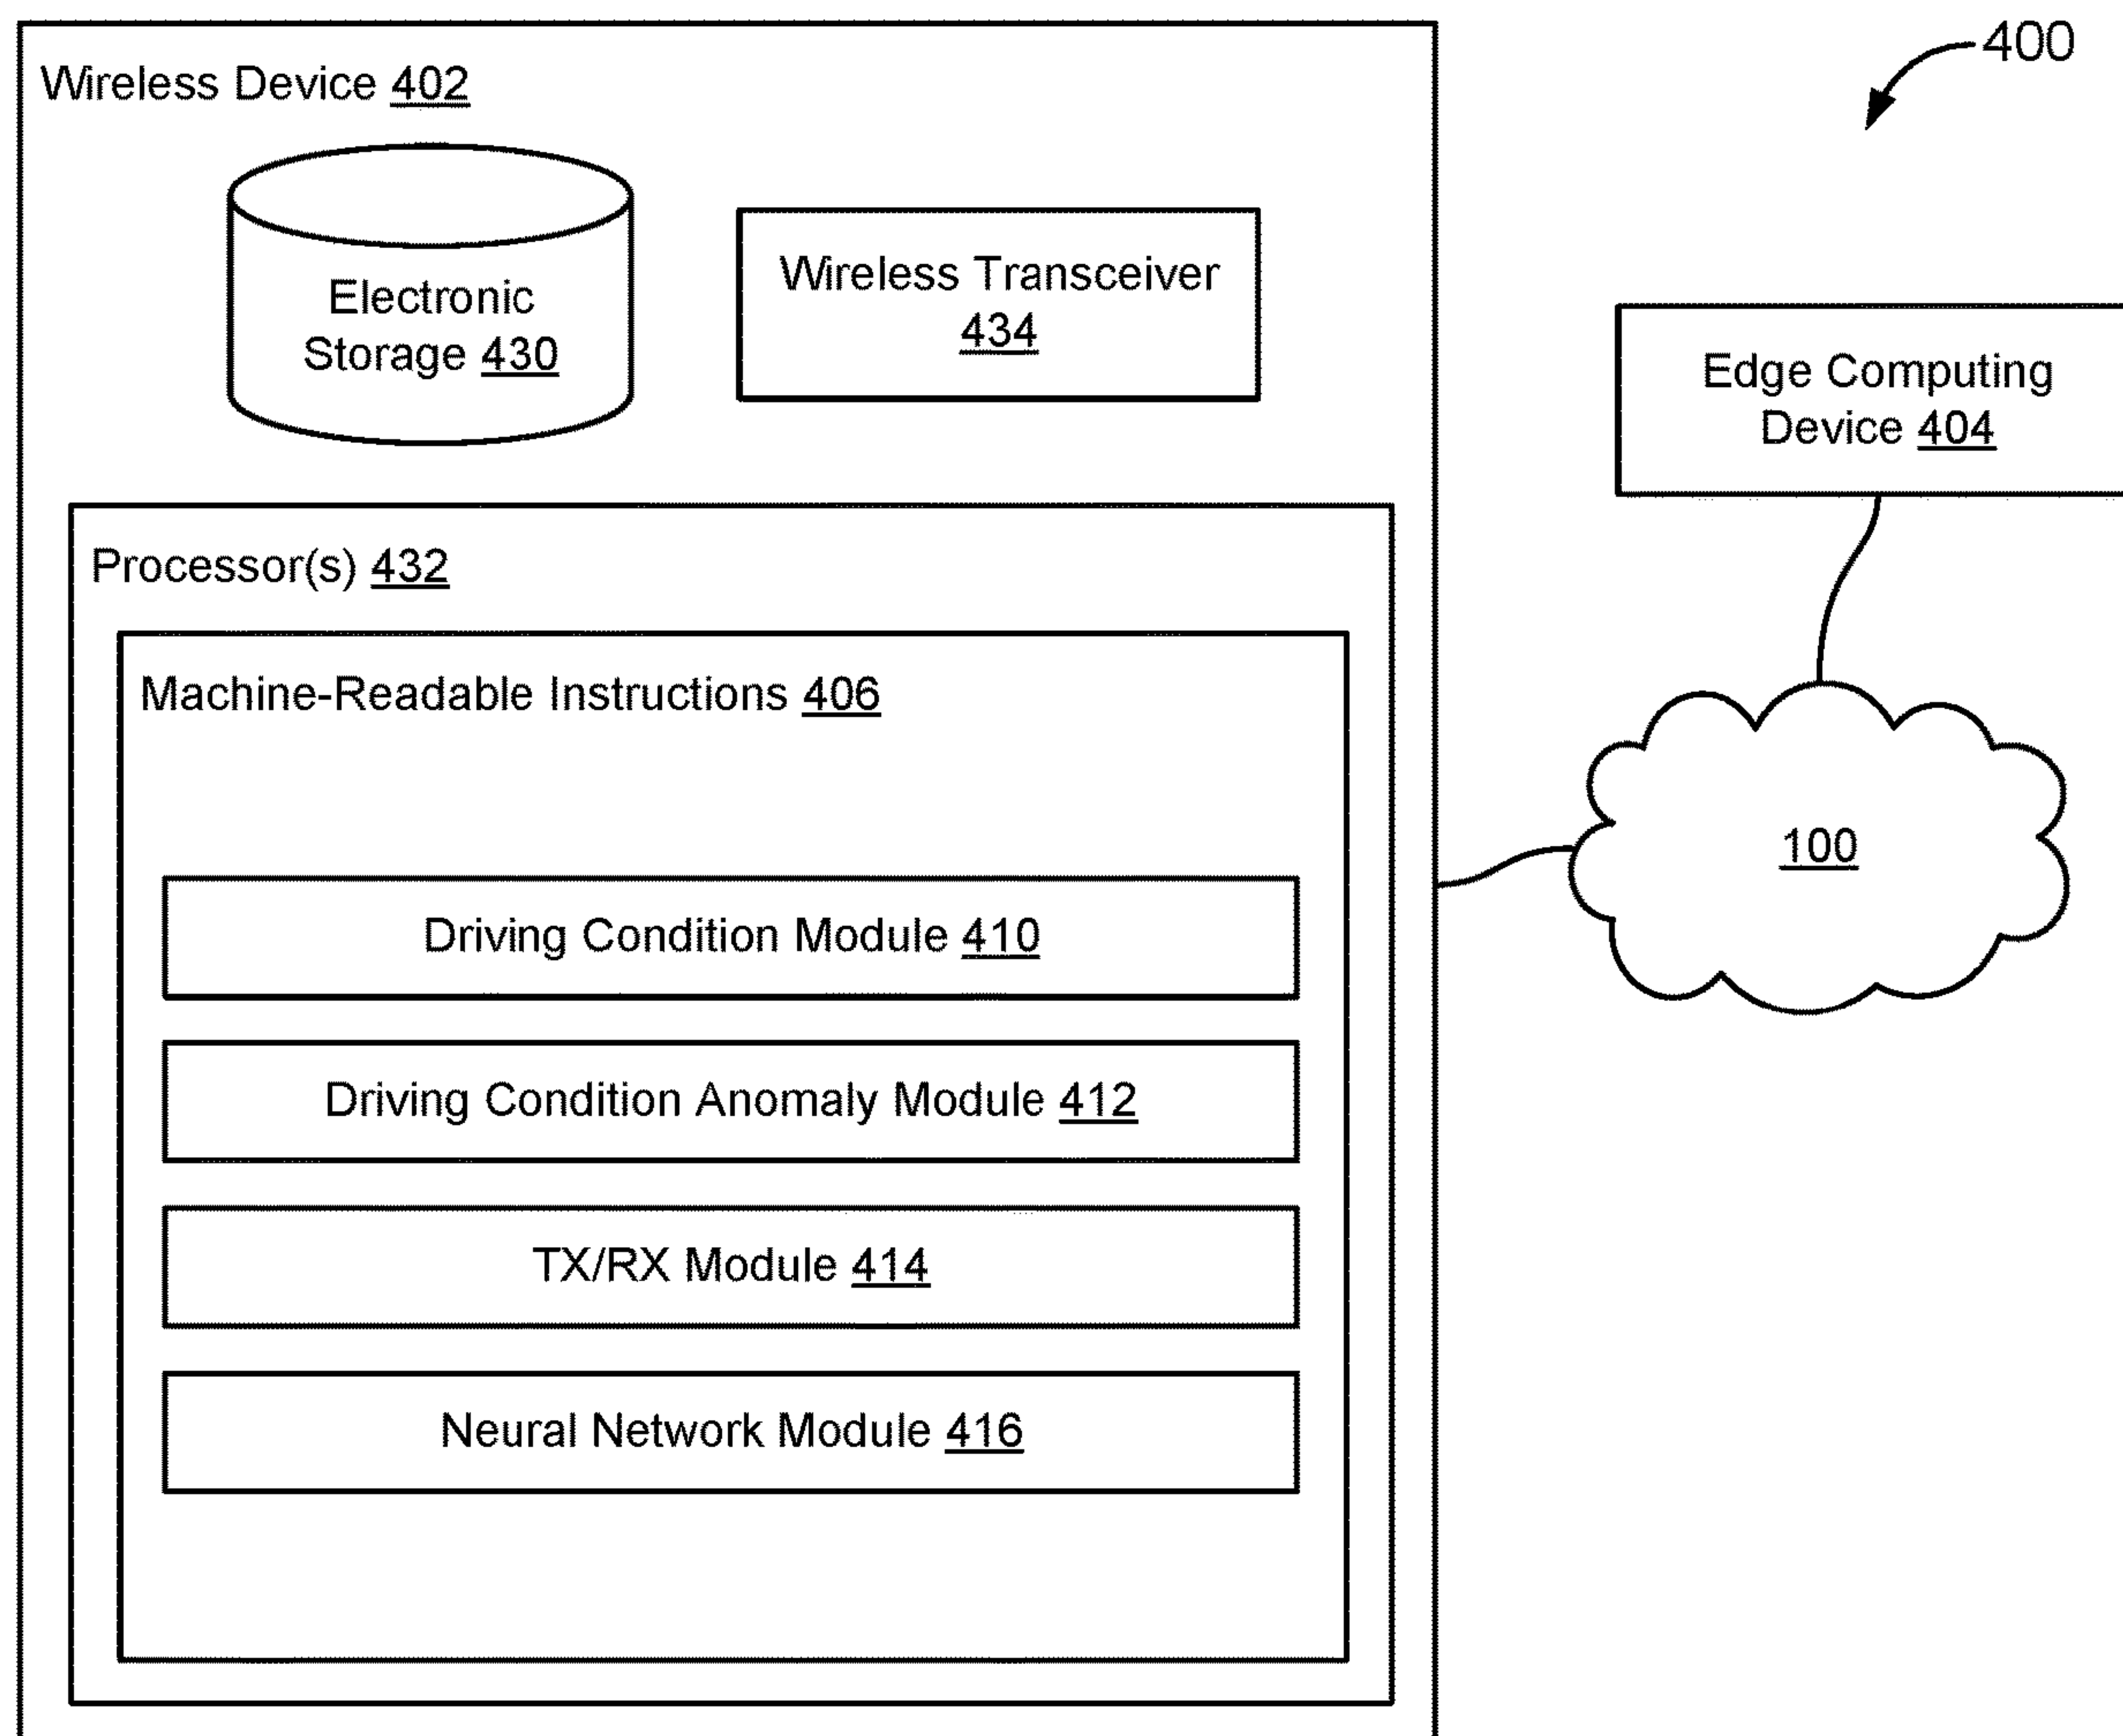 400
Wireless Device 402
Electronic
Storage 430
Wireless Transceiver
434
Edge Computing
Device 404
Processor(s) 432
Machine-Readable Instructions 406
100
Driving Condition Module 410
Driving Condition Anomaly Module 412
TX/RX Module 414
Neural Network Module 416